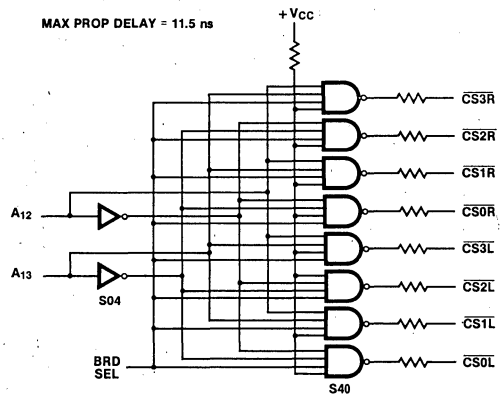 MAX PROP DELAY = 11.5 ns
+VCC
CS3R
CS2R
CS1R
A12
CS0R
CS3L
A13
S04
CS2L
CS1L
BRD
SEL
CS0L
S40